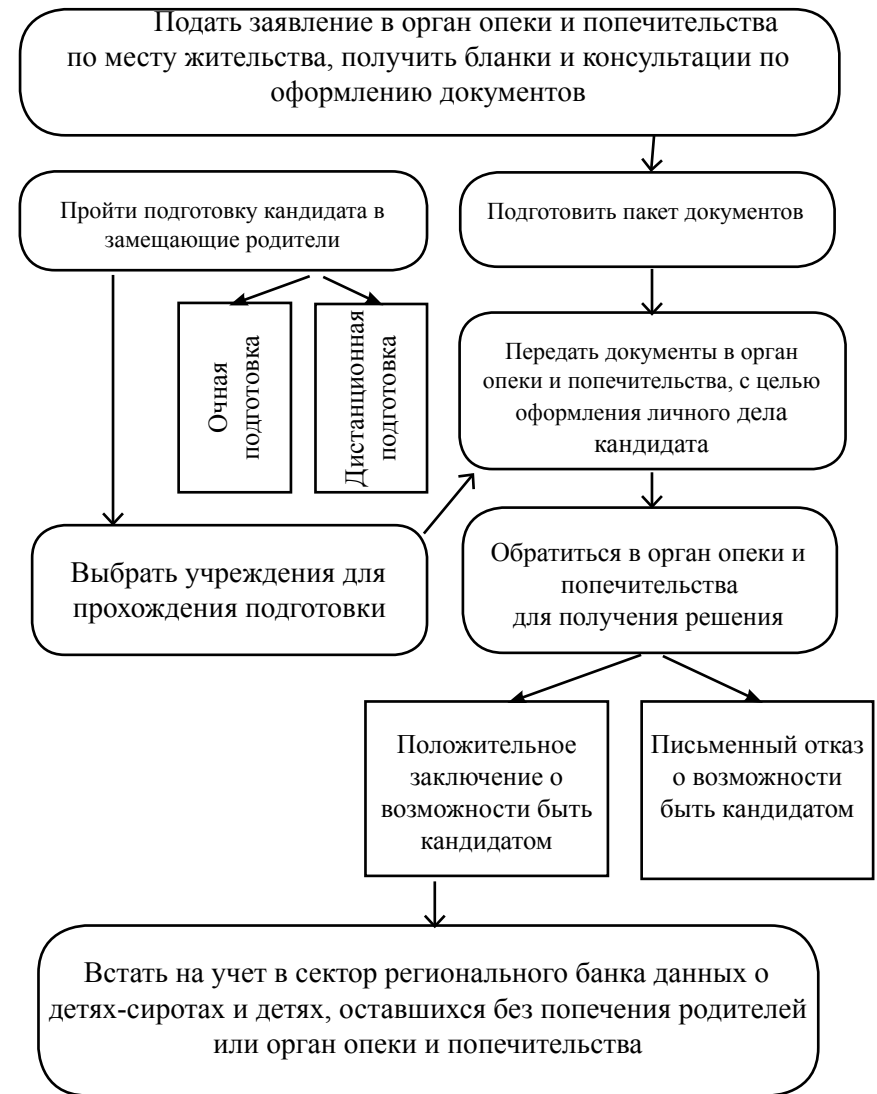 Подать заявление в орган опеки и попечительства
по месту жительства, получить бланки и консультации по
оформлению документов
Пройти подготовку кандидата в
замещающие родители
Подготовить пакет документов
Очная
подготовка
Дистанционная
подготовка
Передать документы в орган
опеки и попечительства, с целью
оформления личного дела
кандидата
Выбрать учреждения для
прохождения подготовки
Обратиться в орган опеки и
попечительства
для получения решения
Положительное
заключение о
возможности быть
кандидатом
Письменный отказ
о возможности
быть кандидатом
Встать на учет в сектор регионального банка данных о
детях-сиротах и детях, оставшихся без попечения родителей
или орган опеки и попечительства